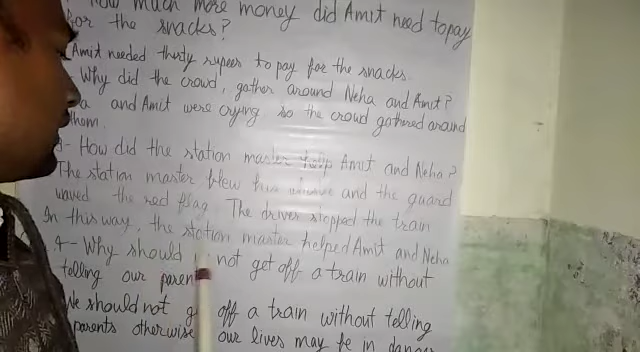 How much more money did Amit need to pay
for the snacks?
Amit needed thirty rupees to pay for the snacks.
Why did the crowd, gather around Neha and Amit?
and Amit were crying so the crowd gathered around
them.
- How did the station master help Amit and Neha?
The station master blew and the guard
waved the red flag. The driver stopped the train
In this way, the station master helped Amit and Neha
4- Why should not get off a train without
telling our
We should not off a train without telling
parents otherwise our lives may be in